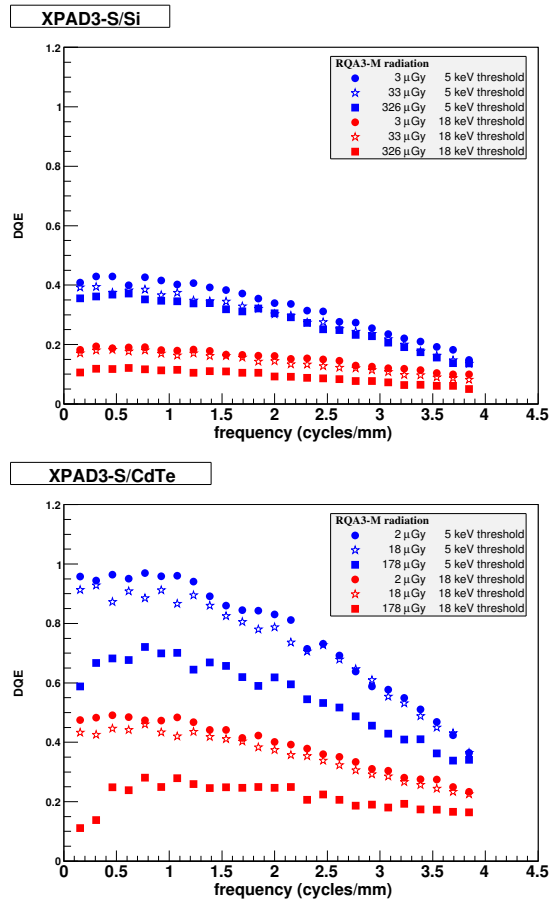 XPAD3-S/Si
RQA3-M radiation
3 μGy 5 keV threshold
33 μGy 5 keV threshold
326 μGy 5 keV threshold
3 μGy 18 keV threshold
33 μGy 18 keV threshold
326 μGy 18 keV threshold
DQE
1.2
1
0.8
0.6
0.4
0.2
0
0 0.5 1 1.5 2 2.5 3 3.5 4 4.5
frequency (cycles/mm)
XPAD3-S/CdTe
RQA3-M radiation
2 μGy 5 keV threshold
18 μGy 5 keV threshold
178 μGy 5 keV threshold
2 μGy 18 keV threshold
18 μGy 18 keV threshold
178 μGy 18 keV threshold
DQE
1.2
1
0.8
0.6
0.4
0.2
0
0 0.5 1 1.5 2 2.5 3 3.5 4 4.5
frequency (cycles/mm)